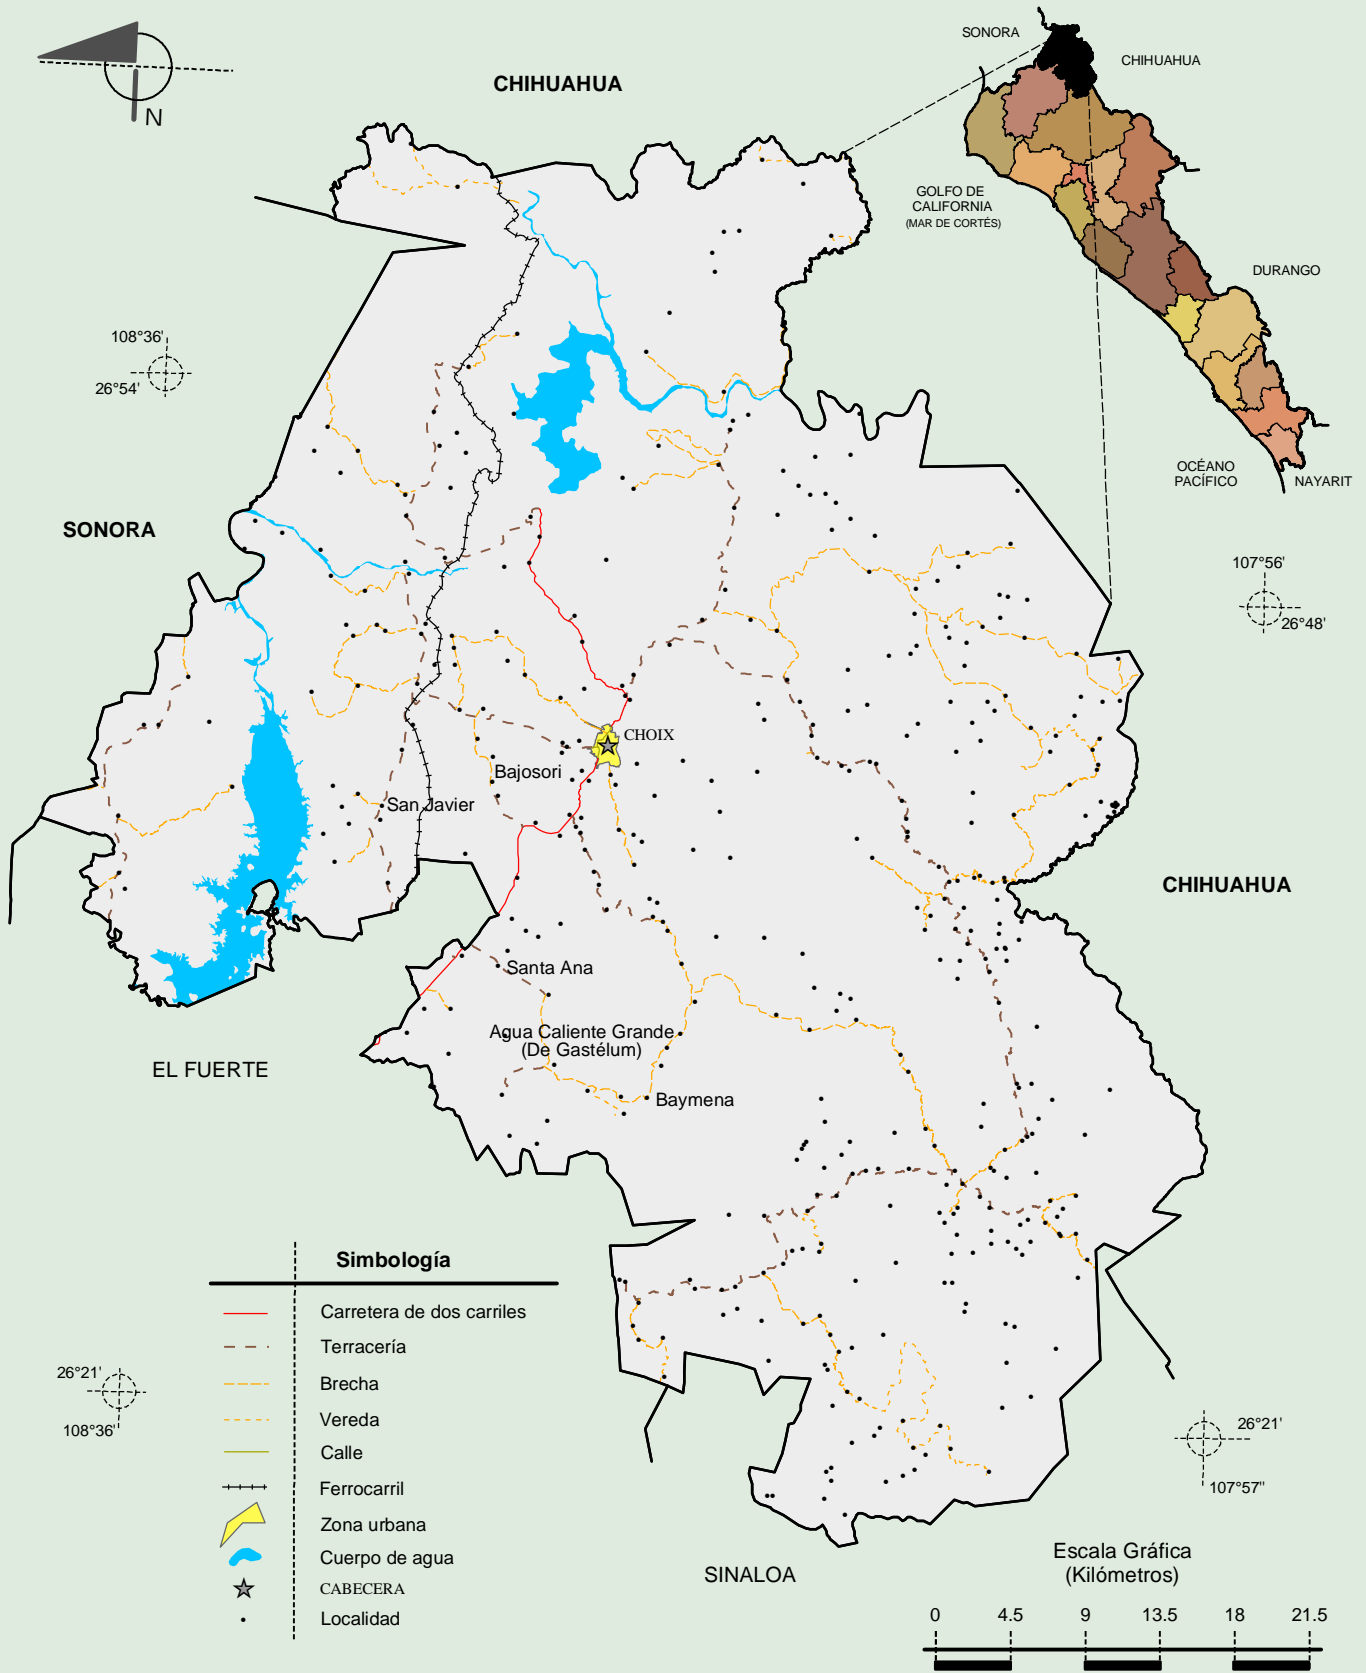 N
CHIHUAHUA
SONORA
CHIHUAHUA
GOLFO DE
CALIFORNIA
(MAR DE CORTÉS)
DURANGO
OCÉANO
PACÍFICO
NAYARIT
108°36'
26°54'
SONORA
107°56'
26°48'
CHOIX
Bajosori
San Javier
CHIHUAHUA
Santa Ana
Agua Caliente Grande
(De Gastélum)
Baymena
EL FUERTE
Simbología
Carretera de dos carriles
Terracería
Brecha
Vereda
Calle
Ferrocarril
Zona urbana
Cuerpo de agua
CABECERA
Localidad
26°21'
108°36'
26°21'
107°57"
SINALOA
Escala Gráfica
(Kilómetros)
0 4.5 9 13.5 18 21.5